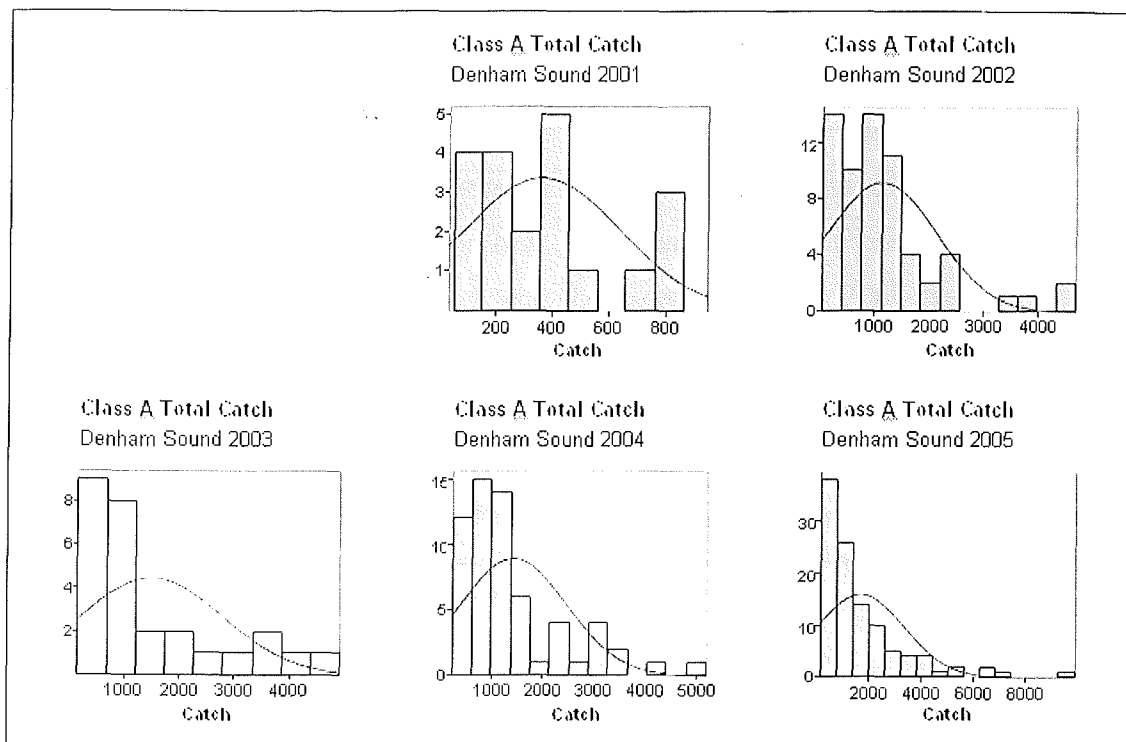 Class A Total Catch
Denham Sound 2001
5
4
3
2
1
200 400 600 800
Catch
Class A Total Catch
Denham Sound 2002
12
8
4
0
1000 2000 3000 4000
Catch
Class A Total Catch
Denham Sound 2003
8
6
4
2
1000 2000 3000 4000
Catch
Class A Total Catch
Denham Sound 2004
15
10
5
0
1000 2000 3000 5000
Catch
Class A Total Catch
Denham Sound 2005
30
20
10
0
2000 4000 6000 8000
Catch